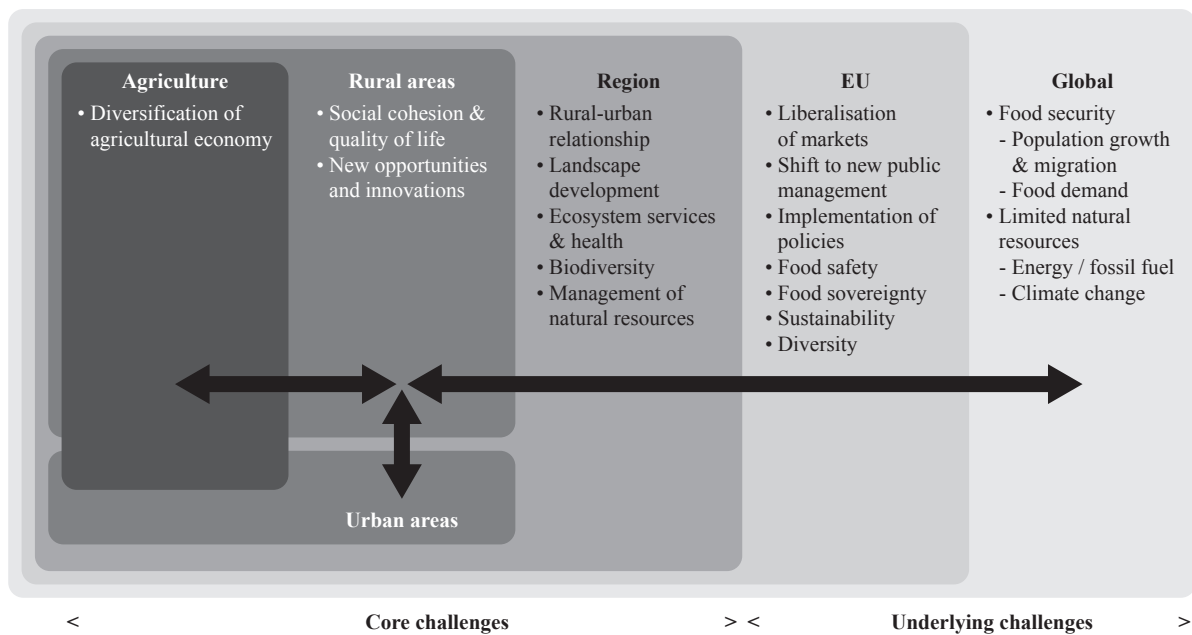 Agriculture
• Diversification of
agricultural economy
Rural areas
• Social cohesion &
quality of life
• New opportunities
and innovations
Region
• Rural-urban
relationship
• Landscape
development
• Ecosystem services
& health
• Biodiversity
• Management of
natural resources
EU
• Liberalisation
of markets
• Shift to new public
management
• Implementation of
policies
• Food safety
• Food sovereignty
• Sustainability
• Diversity
Global
• Food security
- Population growth
& migration
- Food demand
• Limited natural
resources
- Energy / fossil fuel
- Climate change
Urban areas
< Core challenges > < Underlying challenges >